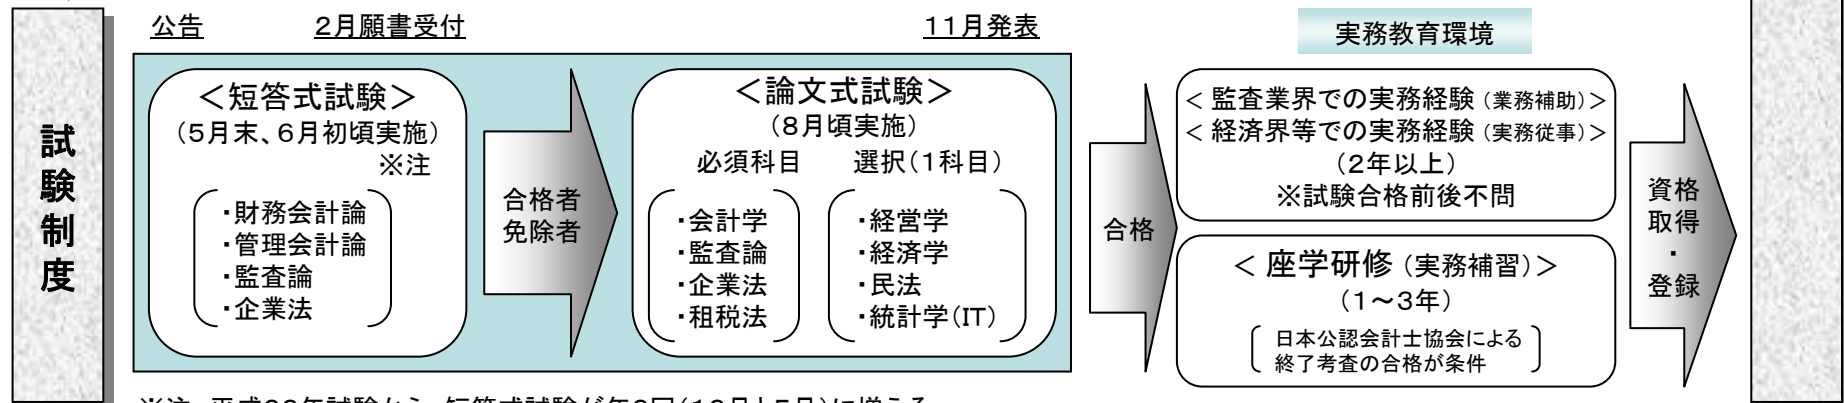 試験制度
公告
2月願書受付
11月発表
<短答式試験>
(5月末、6月初頃実施)
※注
・財務会計論
・管理会計論
・監査論
・企業法
合格者
免除者
<論文式試験>
(8月頃実施)
必須科目
選択(1科目)
・会計学
・監査論
・企業法
・租税法
・経営学
・経済学
・民法
・統計学(IT)
合格
実務教育環境
< 監査業界での実務経験 (業務補助)>
< 経済界等での実務経験 (実務従事)>
(2年以上)
※試験合格前後不問
< 座学研修 (実務補習)>
(1~3年)
日本公認会計士協会による
終了考査の合格が条件
資格
取得
・
登録